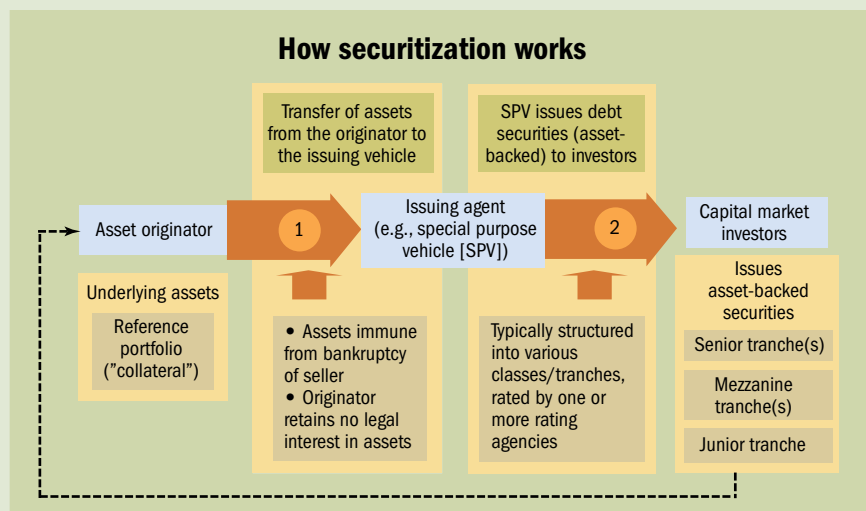 How securitization works
Transfer of assets
from the originator to
the issuing vehicle
SPV issues debt
securities (asset-
backed) to investors
Asset originator
1
Issuing agent
(e.g., special purpose
vehicle [SPV])
2
Capital market
investors
Underlying assets
Reference
portfolio
(”collateral”)
• Assets immune
from bankruptcy
of seller
• Originator
retains no legal
interest in assets
Typically structured
into various
classes/tranches,
rated by one or
more rating
agencies
Issues
asset-backed
securities
Senior tranche(s)
Mezzanine
tranche(s)
Junior tranche